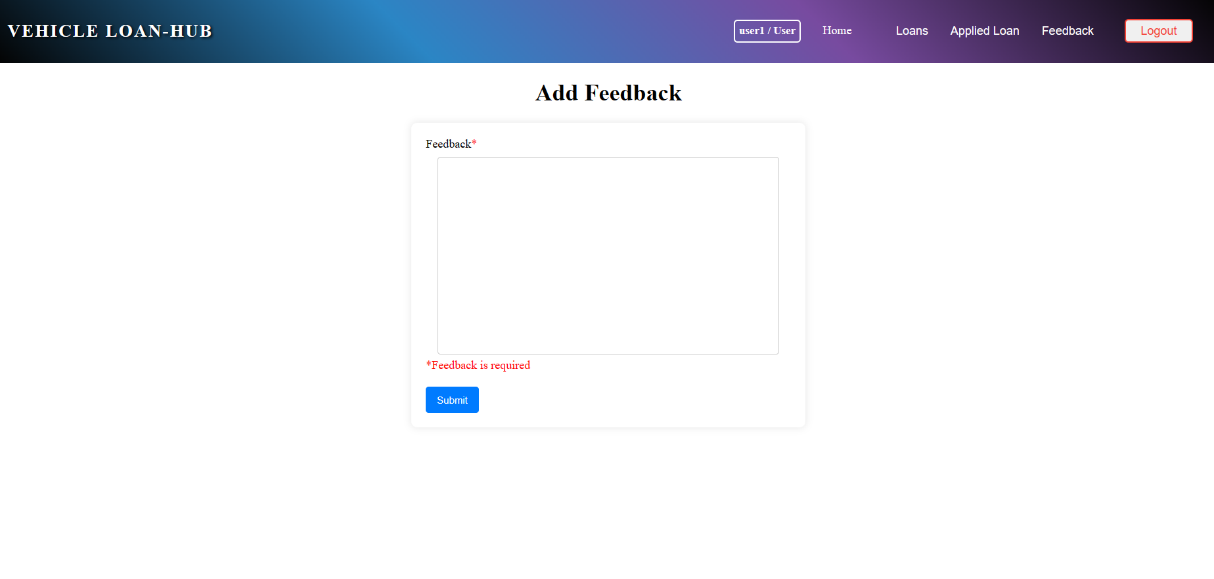 VEHICLE LOAN-HUB
user1 / User
Home
Loans
Applied Loan
Feedback
Logout
Add Feedback
Feedback*
*Feedback is required
Submit